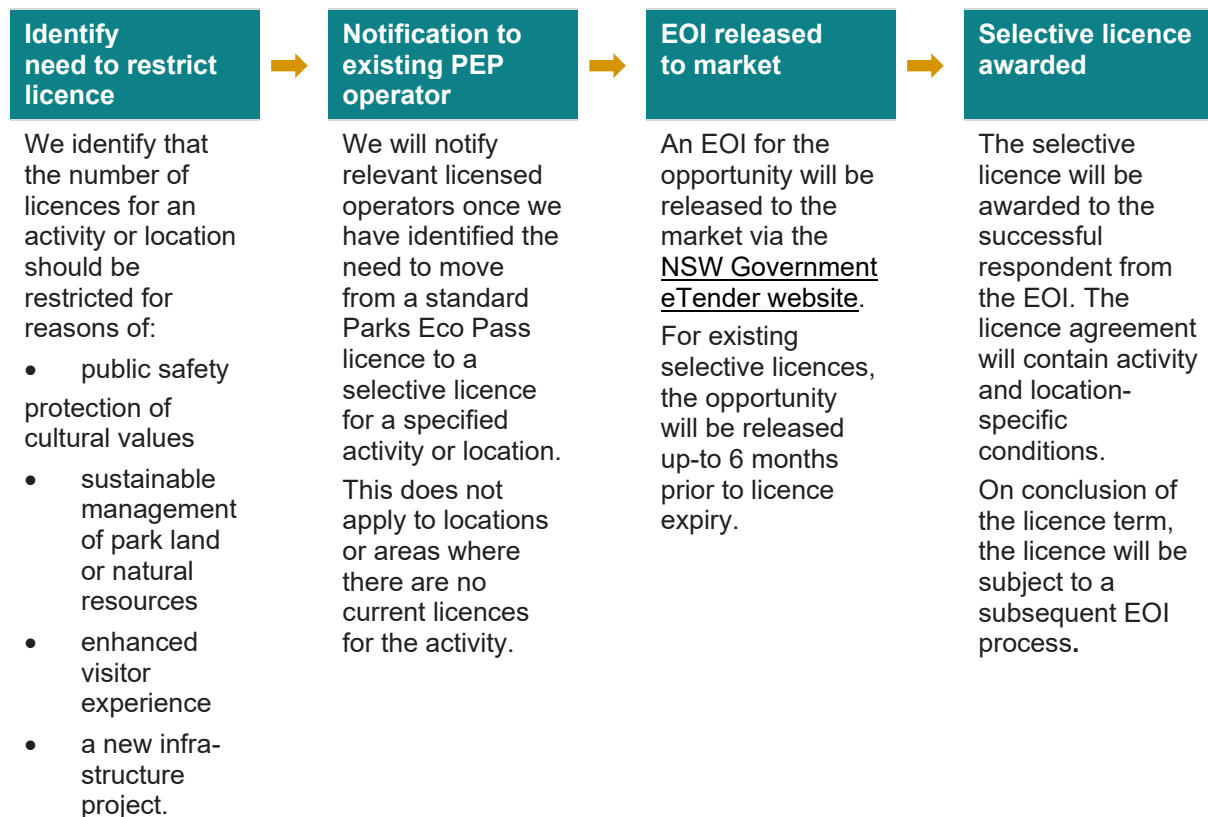 Identify
need to restrict
licence
We identify that
the number of
licences for an
activity or location
should be
restricted for
reasons of:
• public safety
protection of
cultural values
• sustainable
management
of park land
or natural
resources
• enhanced
visitor
experience
• a new infra-
structure
project.
Notification to
existing PEP
operator
We will notify
relevant licensed
operators once we
have identified the
need to move
from a standard
Parks Eco Pass
licence to a
selective licence
for a specified
activity or location.
This does not
apply to locations
or areas where
there are no
current licences
for the activity.
EOI released
to market
An EOI for the
opportunity will be
released to the
market via the
NSW Government
eTender website.
For existing
selective licences,
the opportunity
will be released
up-to 6 months
prior to licence
expiry.
Selective licence
awarded
The selective
licence will be
awarded to the
successful
respondent from
the EOI. The
licence agreement
will contain activity
and location-
specific
conditions.
On conclusion of
the licence term,
the licence will be
subject to a
subsequent EOI
process.